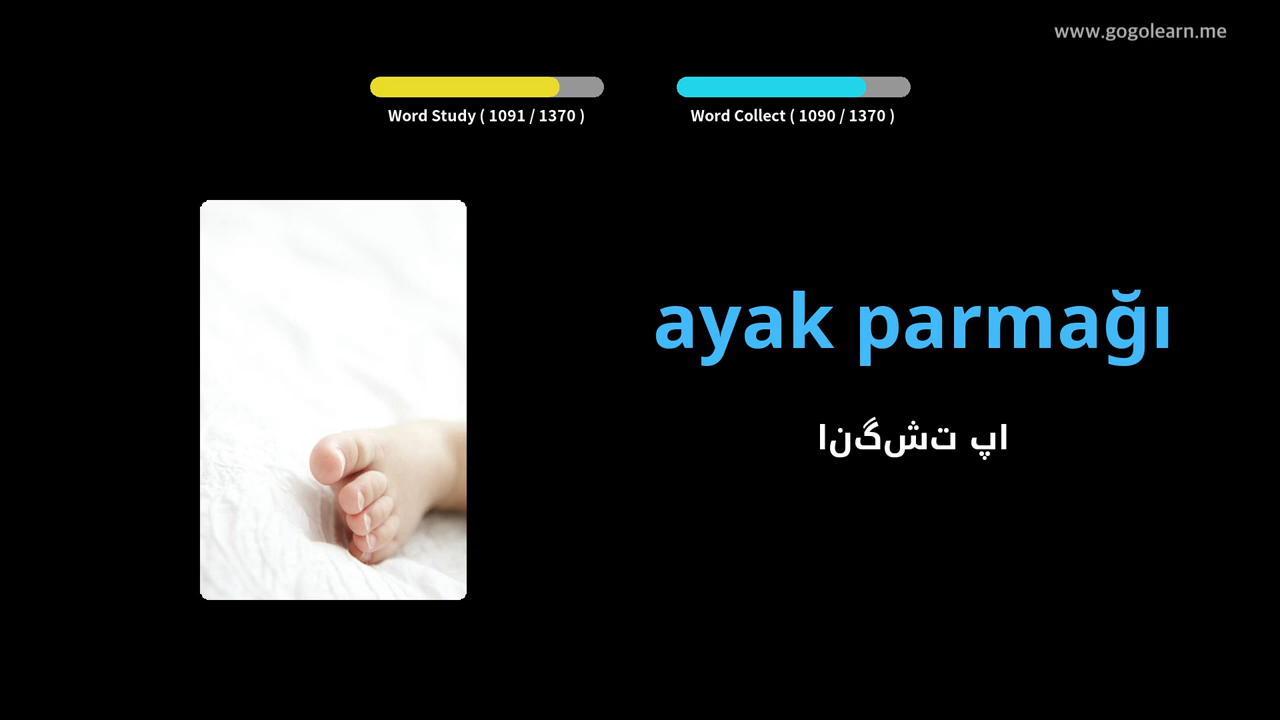 www.gogolearn.me
Word Study ( 1091 / 1370 )
Word Collect ( 1090 / 1370 )
ayak parmağı
اپ تشگنا